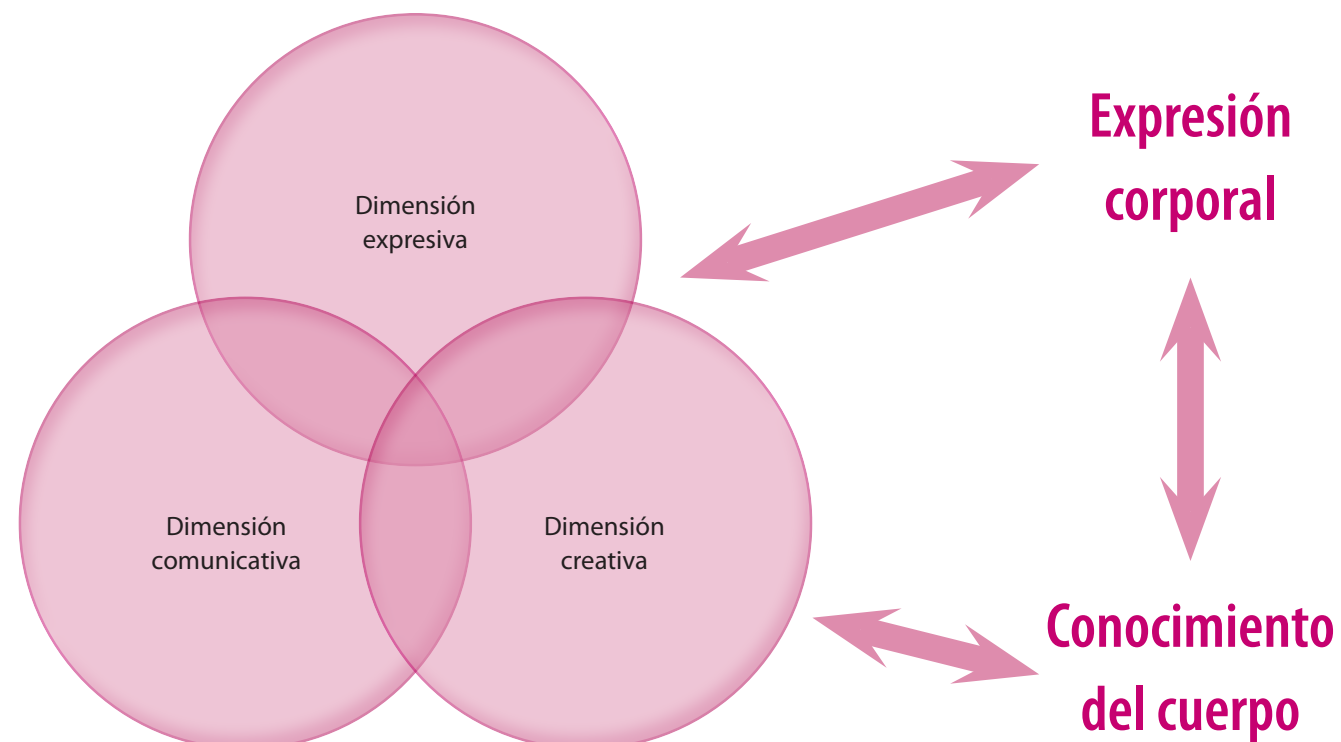 Dimensión
expresiva
Dimensión
comunicativa
Dimensión
creativa
Expresión
corporal
Conocimiento
del cuerpo